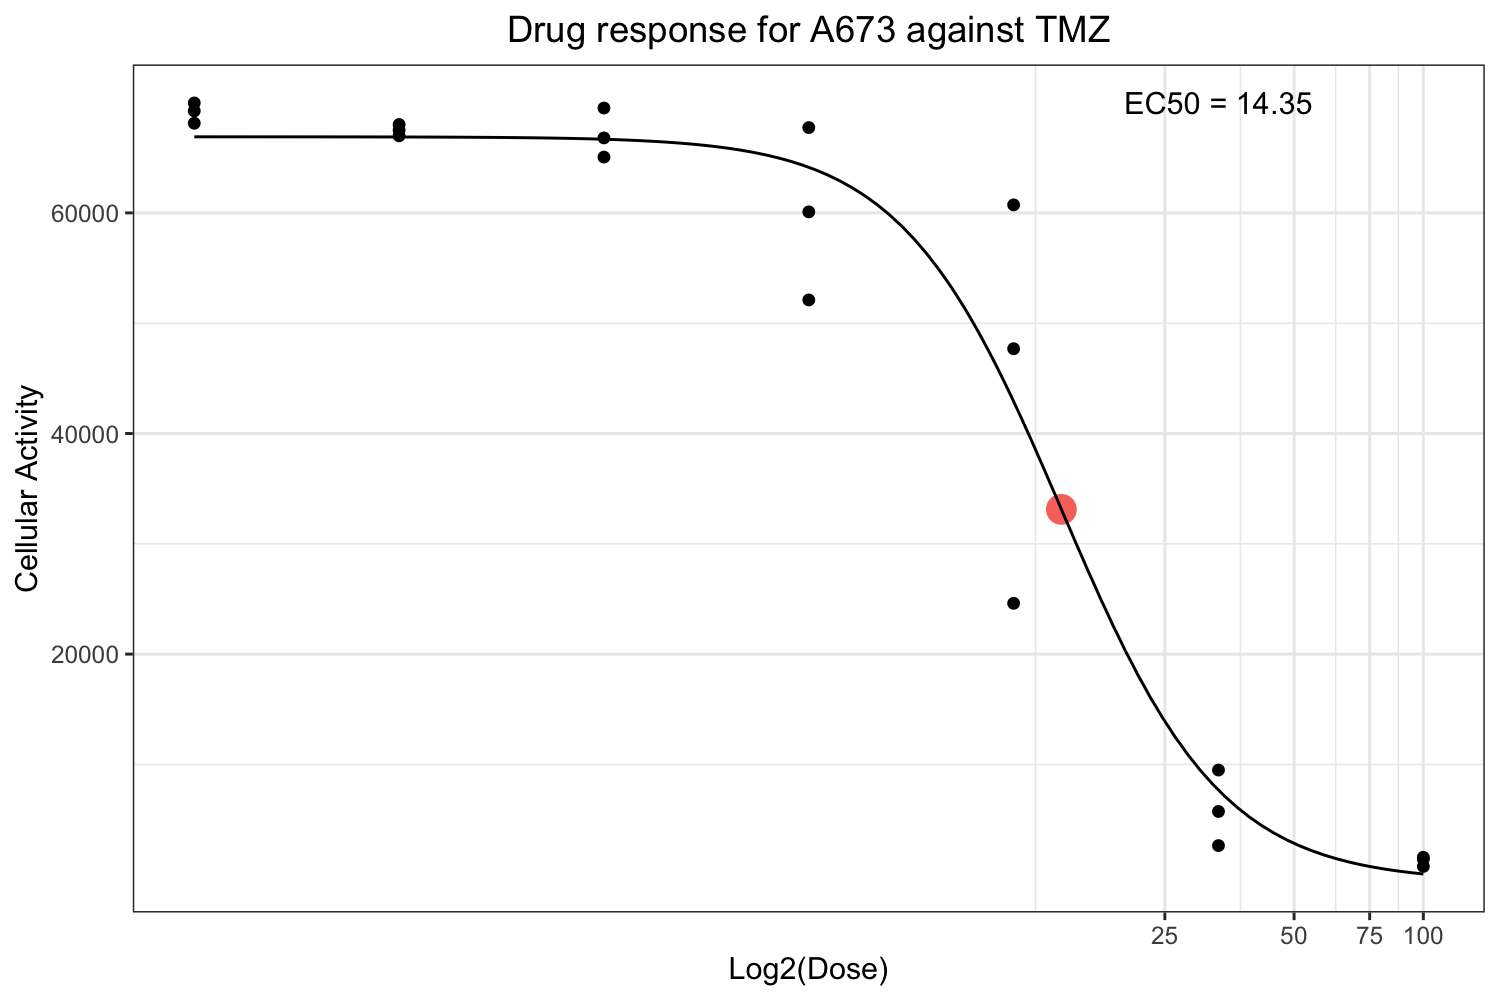 Drug response for A673 against TMZ
EC50 = 14.35
60000
40000
20000
Cellular Activity
25 50 75 100
Log2(Dose)